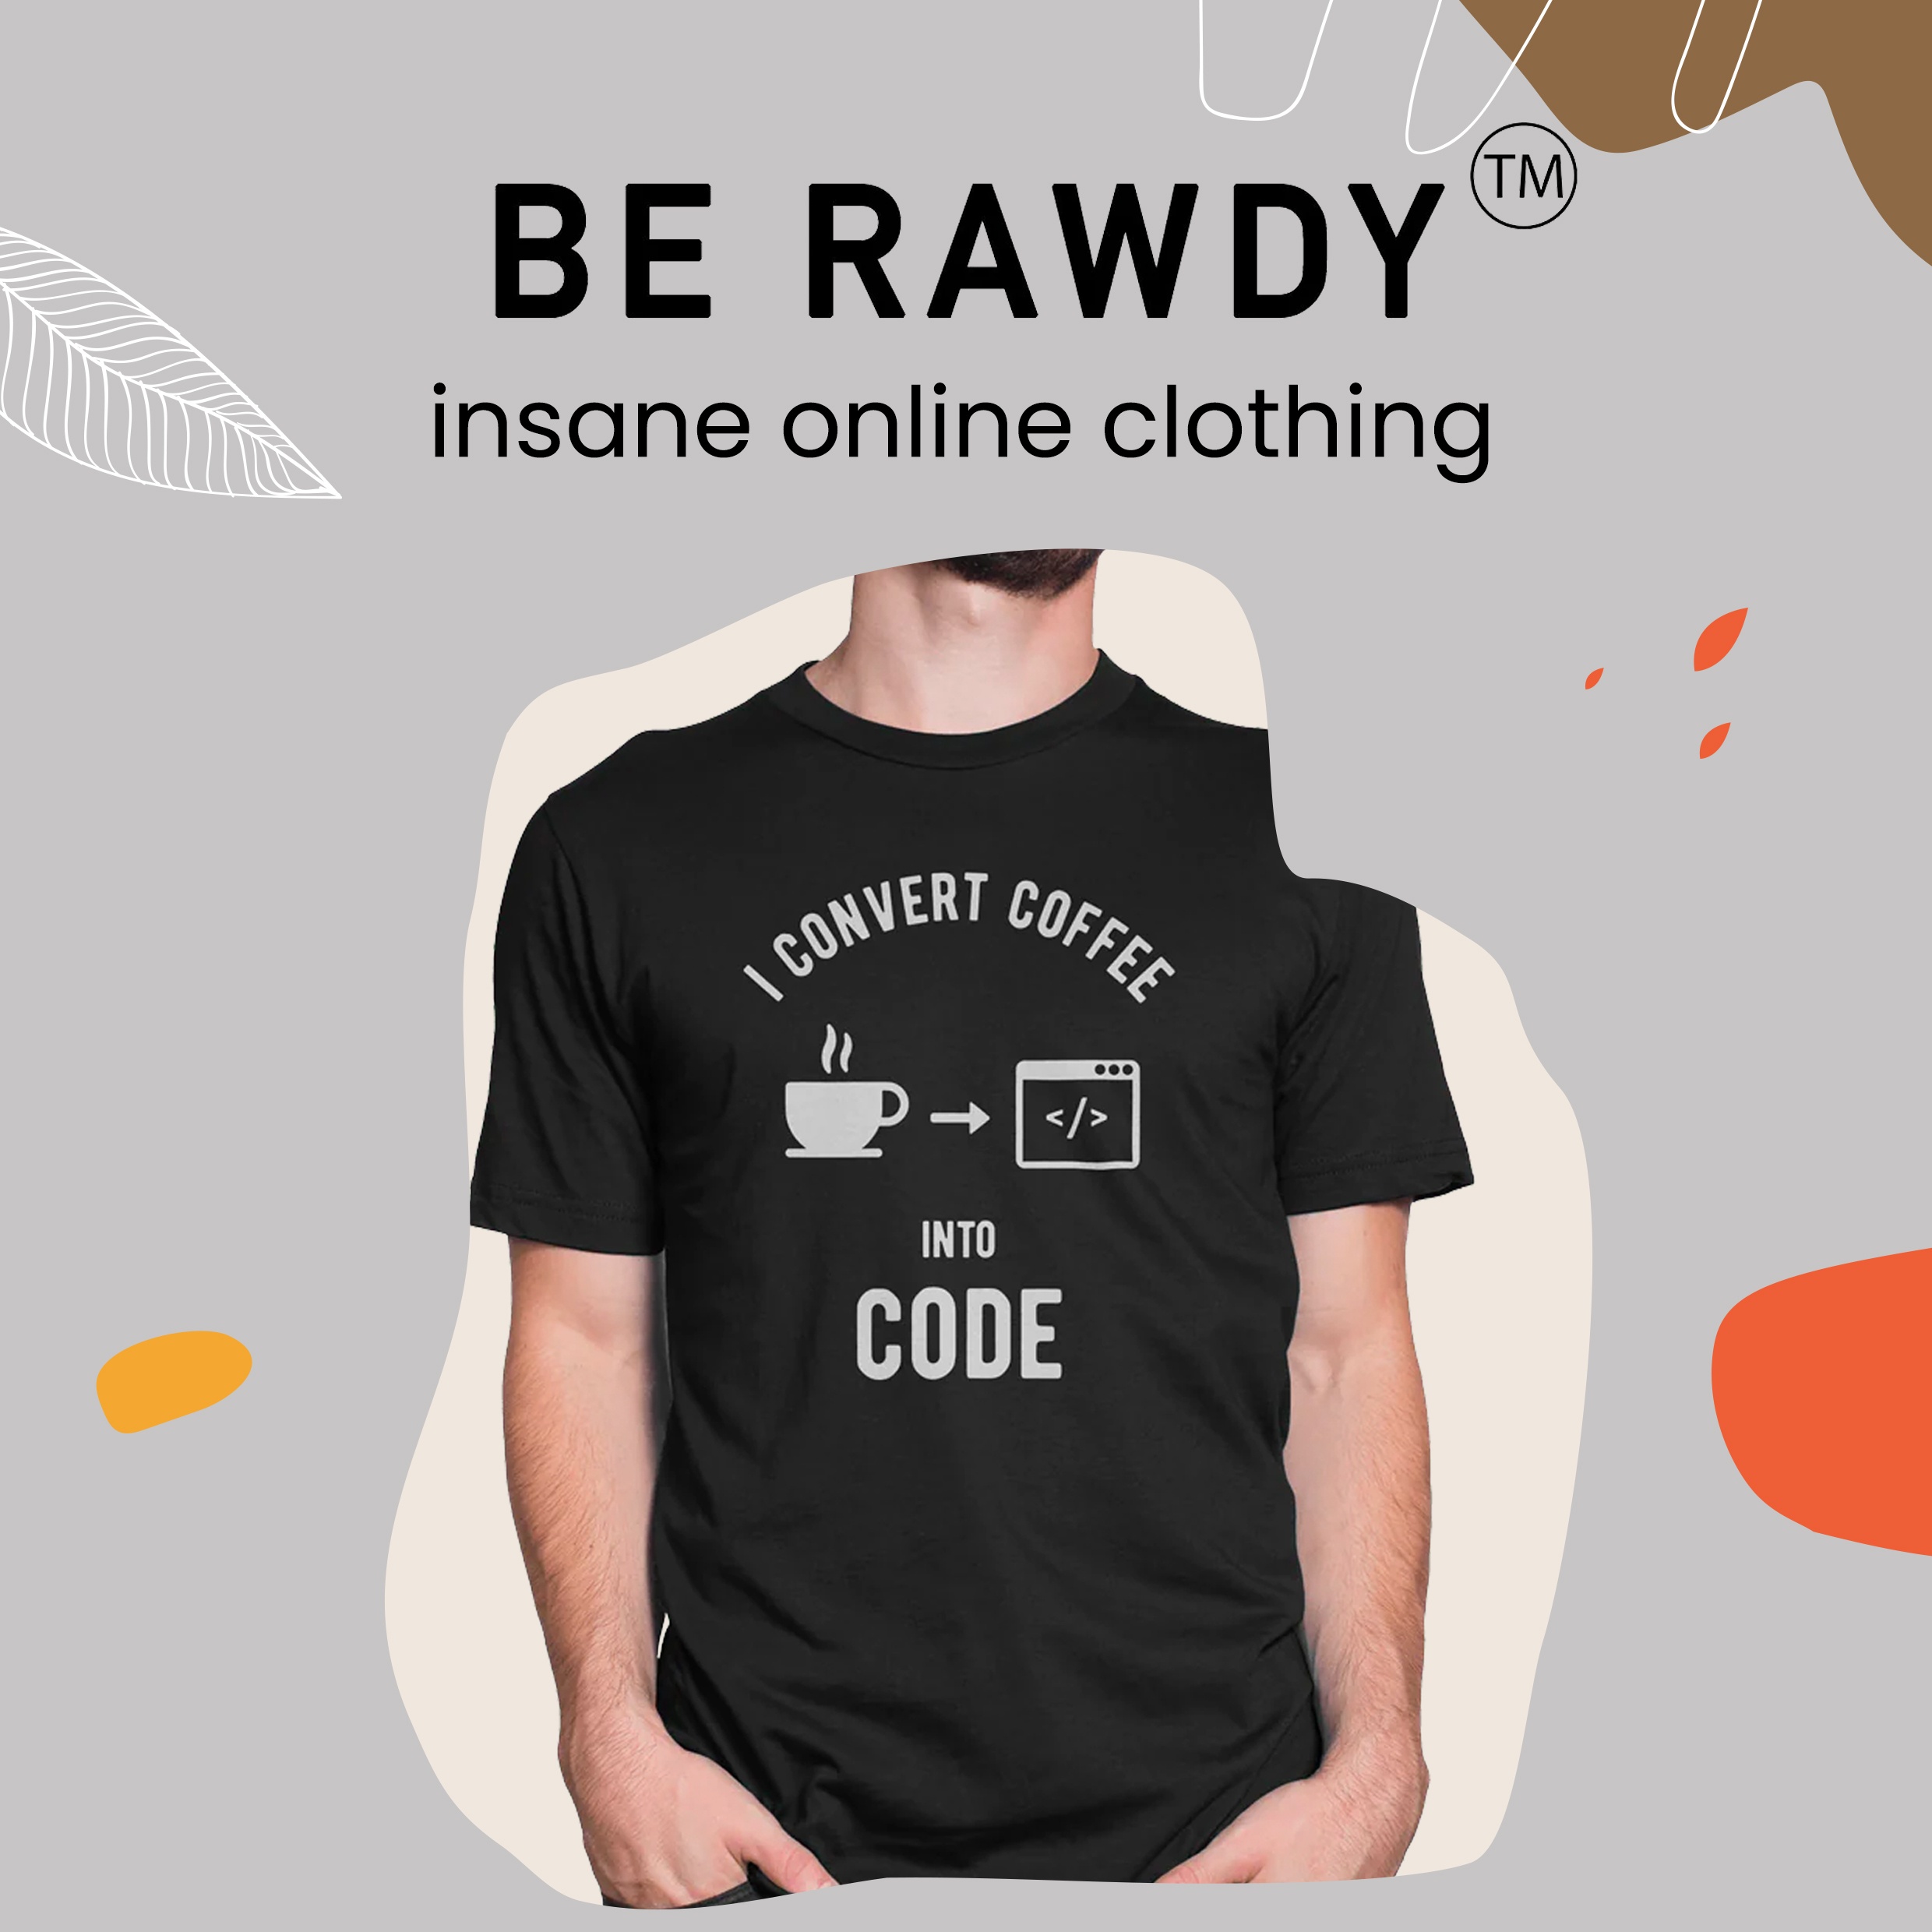 BE RAWDY TM
insane online clothing
I CONVERT COFFEE
</>
INTO
CODE